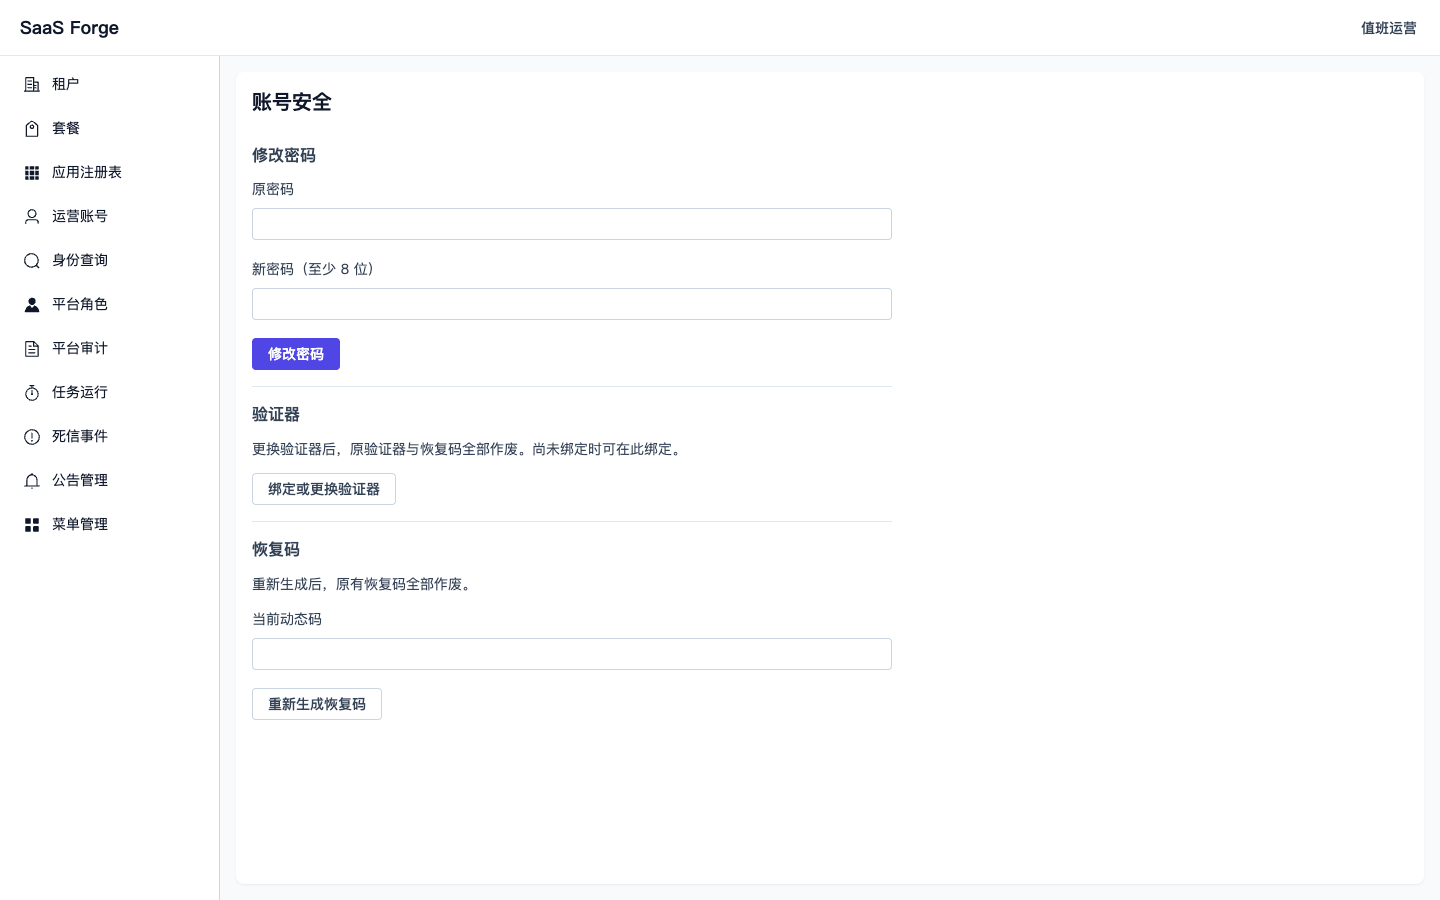 SaaS Forge
值班运营
租户
套餐
应用注册表
运营账号
身份查询
平台角色
平台审计
任务运行
死信事件
公告管理
菜单管理
账号安全
修改密码
原密码
新密码（至少 8 位）
修改密码
验证器
更换验证器后，原验证器与恢复码全部作废。尚未绑定时可在此绑定。
绑定或更换验证器
恢复码
重新生成后，原有恢复码全部作废。
当前动态码
重新生成恢复码